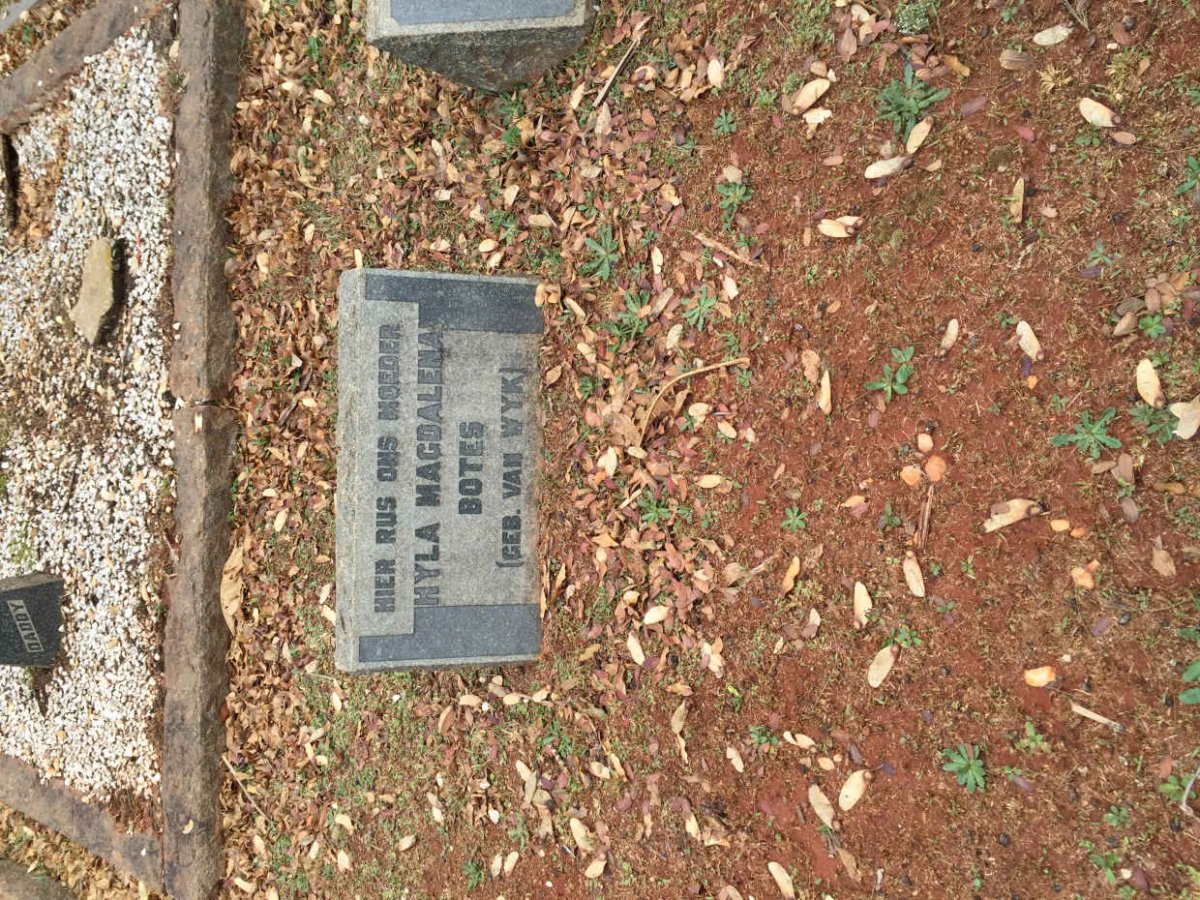 HIER RUS ONS MOEDER
HYLA MAGDALENA
BOTES
(GEB. VAN WYK)
DADDY